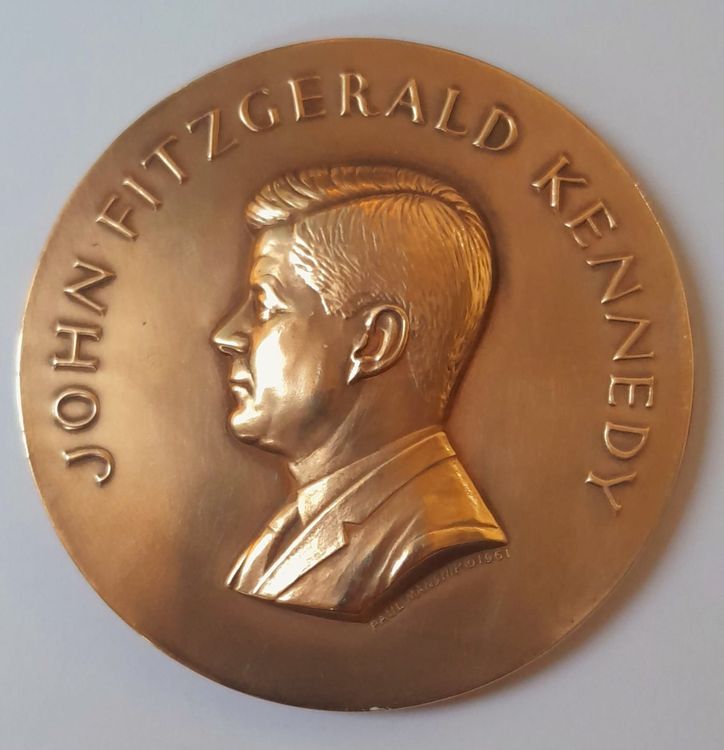 JOHN FITZGERALD KENNEDY
PAUL MANSHIP © 1961